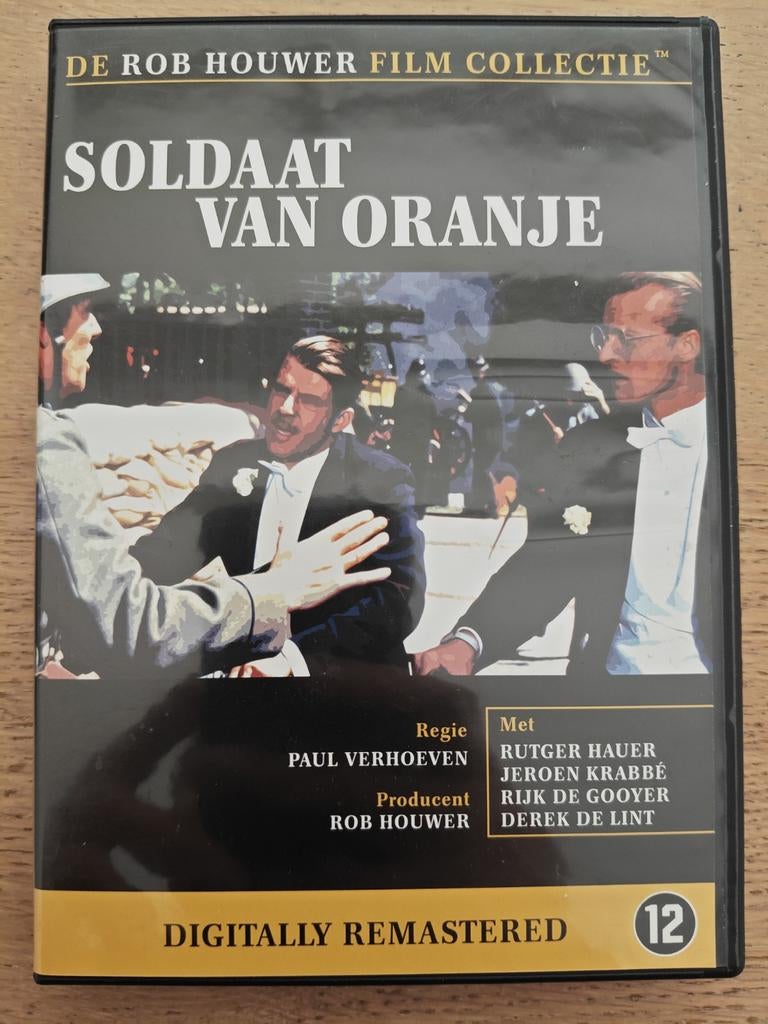 DE ROB HOUWER FILM COLLECTIE™
SOLDAAT
VAN ORANJE
Regie
PAUL VERHOEVEN
Producent
ROB HOUWER
Met
RUTGER HAUER
JEROEN KRABBÉ
RIJK DE GOOYER
DEREK DE LINT
DIGITALLY REMASTERED
12